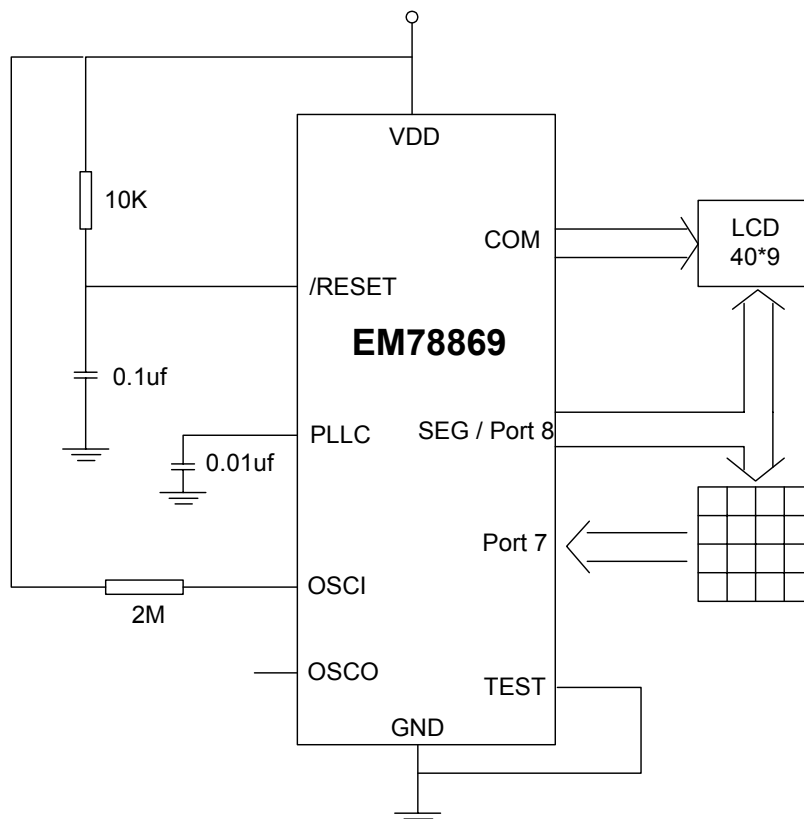 VDD
10K
COM
LCD
40*9
/RESET
EM78869
0.1uf
PLLC
SEG / Port 8
0.01uf
Port 7
OSCI
2M
OSCO
TEST
GND